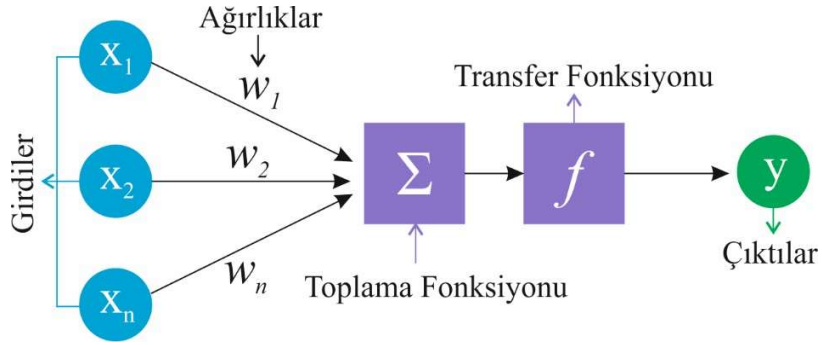 Ağırlıklar
x1
w1
Transfer Fonksiyonu
Girdiler
x2
w2
Σ
f
y
xn
wn
Toplama Fonksiyonu
Çıktılar